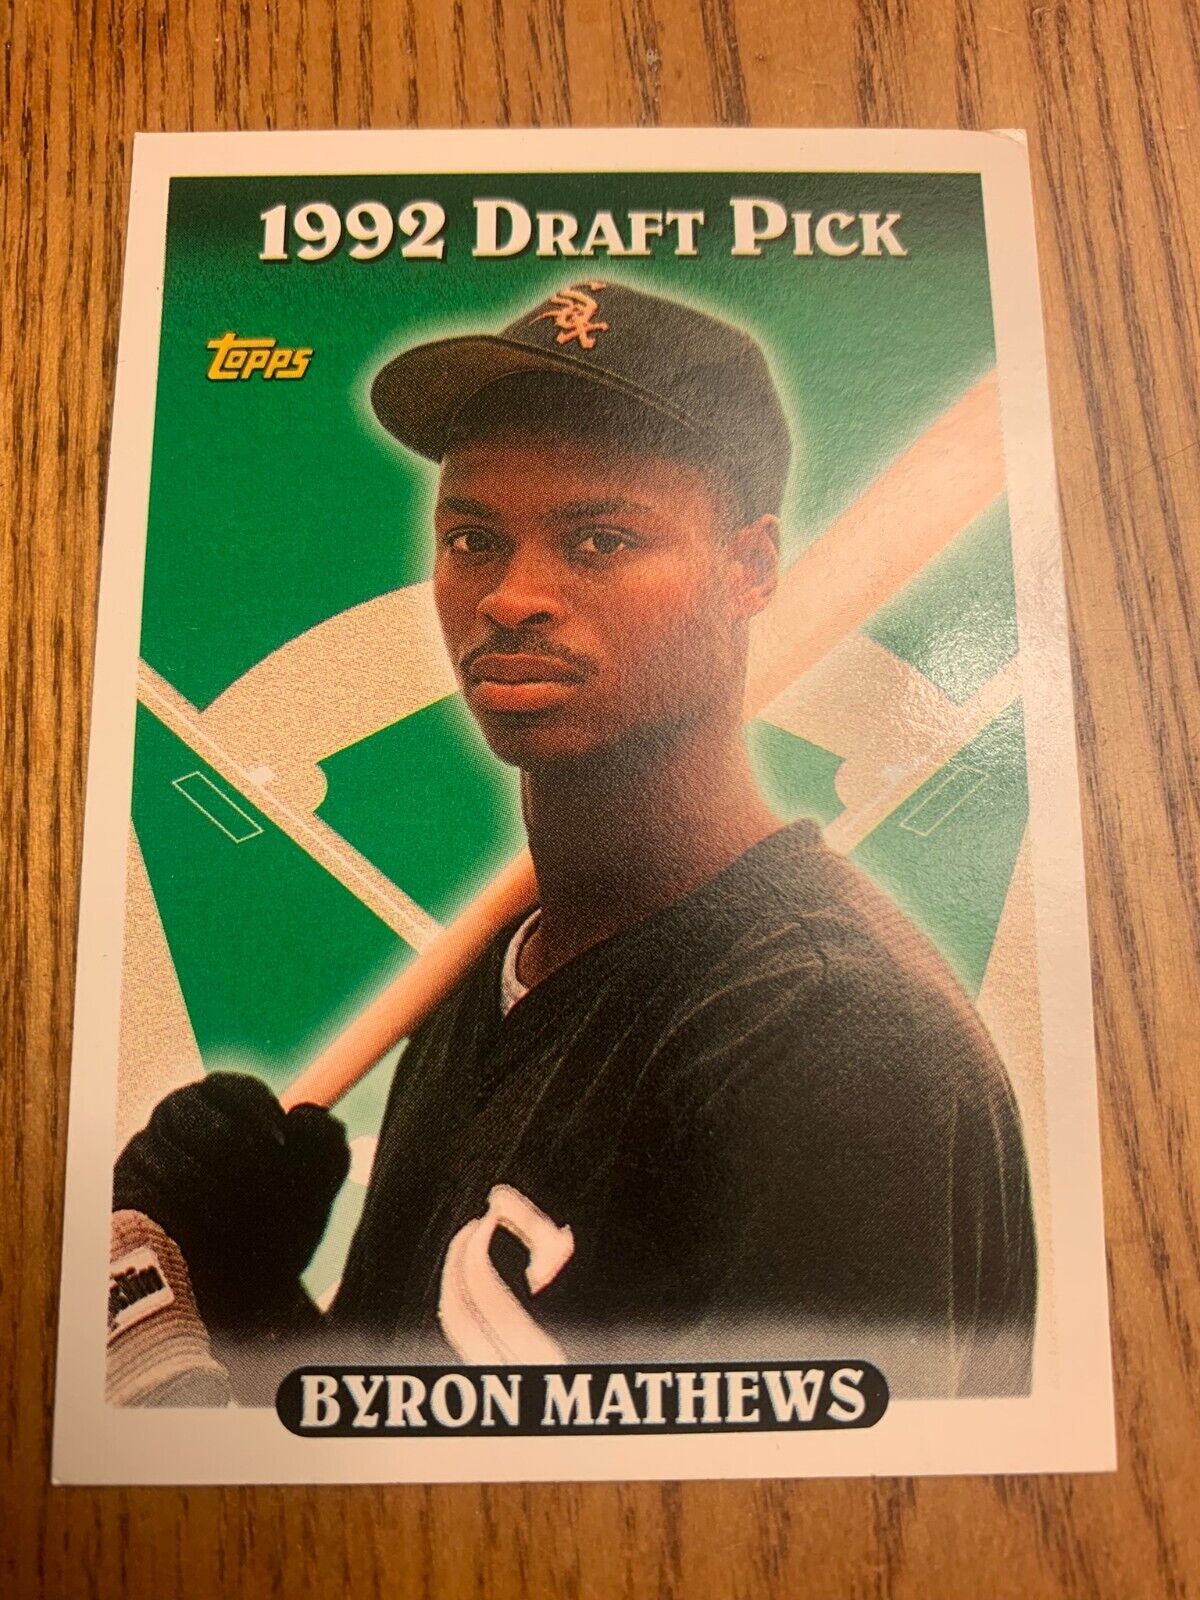 1992 DRAFT PICK
TOPPS
Sox
S
BYRON MATHEWS